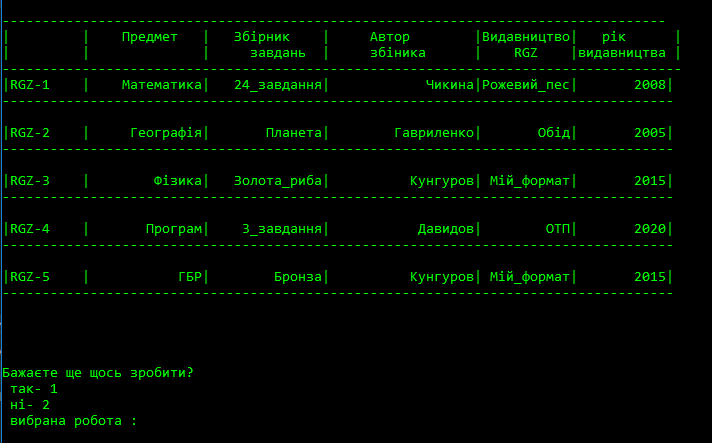 | | Предмет | Збірник | Автор |Видавництво| рік |
| | | завдань | збіника | RGZ |видавництва |
|RGZ-1 | Математика| 24_завдання| Чикина|Рожевий_пес| 2008|
|RGZ-2 | Географія| Планета| Гавриленко| Обід| 2005|
|RGZ-3 | Фізика| Золота_риба| Кунгуров| Мій_формат| 2015|
|RGZ-4 | Програм| 3_завдання| Давидов| ОТП| 2020|
|RGZ-5 | ГБР| Бронза| Кунгуров| Мій_формат| 2015|
Бажаєте ще щось зробити?
так- 1
ні- 2
вибрана робота :